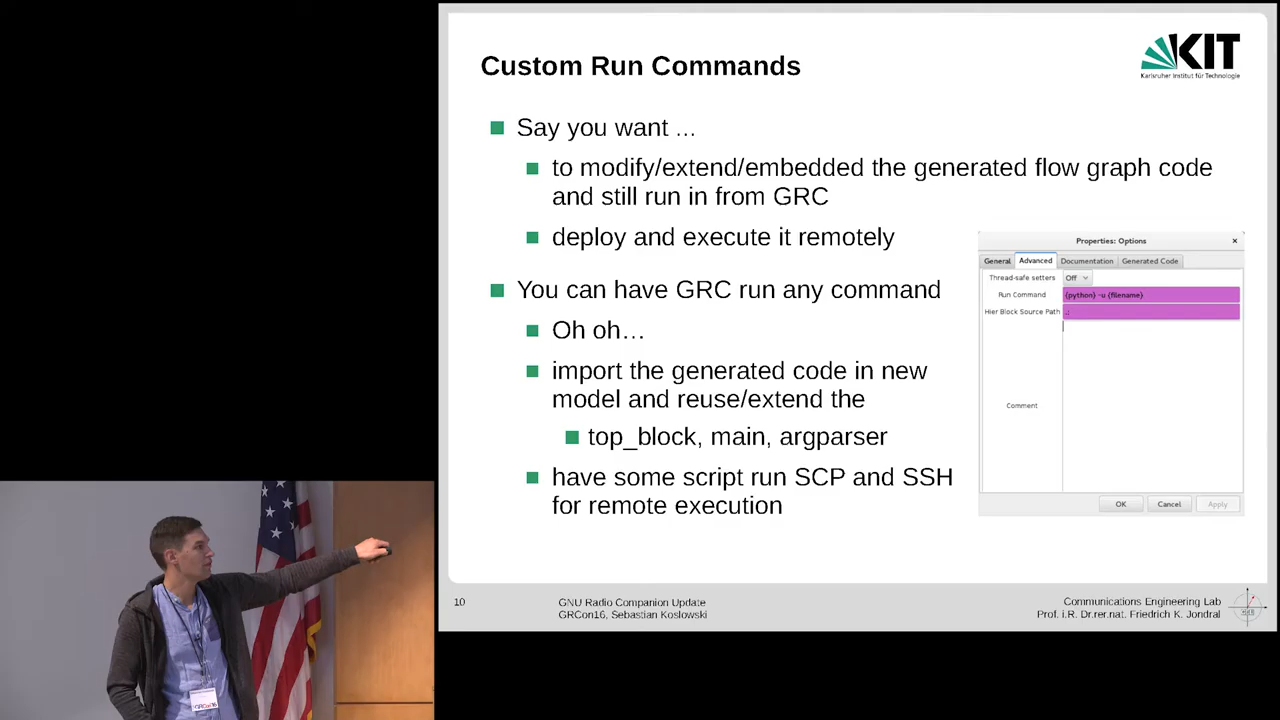 Custom Run Commands
KIT
Karlsruher Institut für Technologie
Say you want ...
to modify/extend/embedded the generated flow graph code
and still run in from GRC
deploy and execute it remotely
You can have GRC run any command
Oh oh…
import the generated code in new
model and reuse/extend the
top_block, main, argparser
have some script run SCP and SSH
for remote execution
Properties: Options
General Advanced Documentation Generated Code
Thread-safe setters Off
Run Command {python} -u {filename}
Hier Block Source Path .:
Comment
OK Cancel Apply
10
GNU Radio Companion Update
GRCon16, Sebastian Koslowski
Communications Engineering Lab
Prof. i.R. Dr.rer.nat. Friedrich K. Jondral
GRCon16